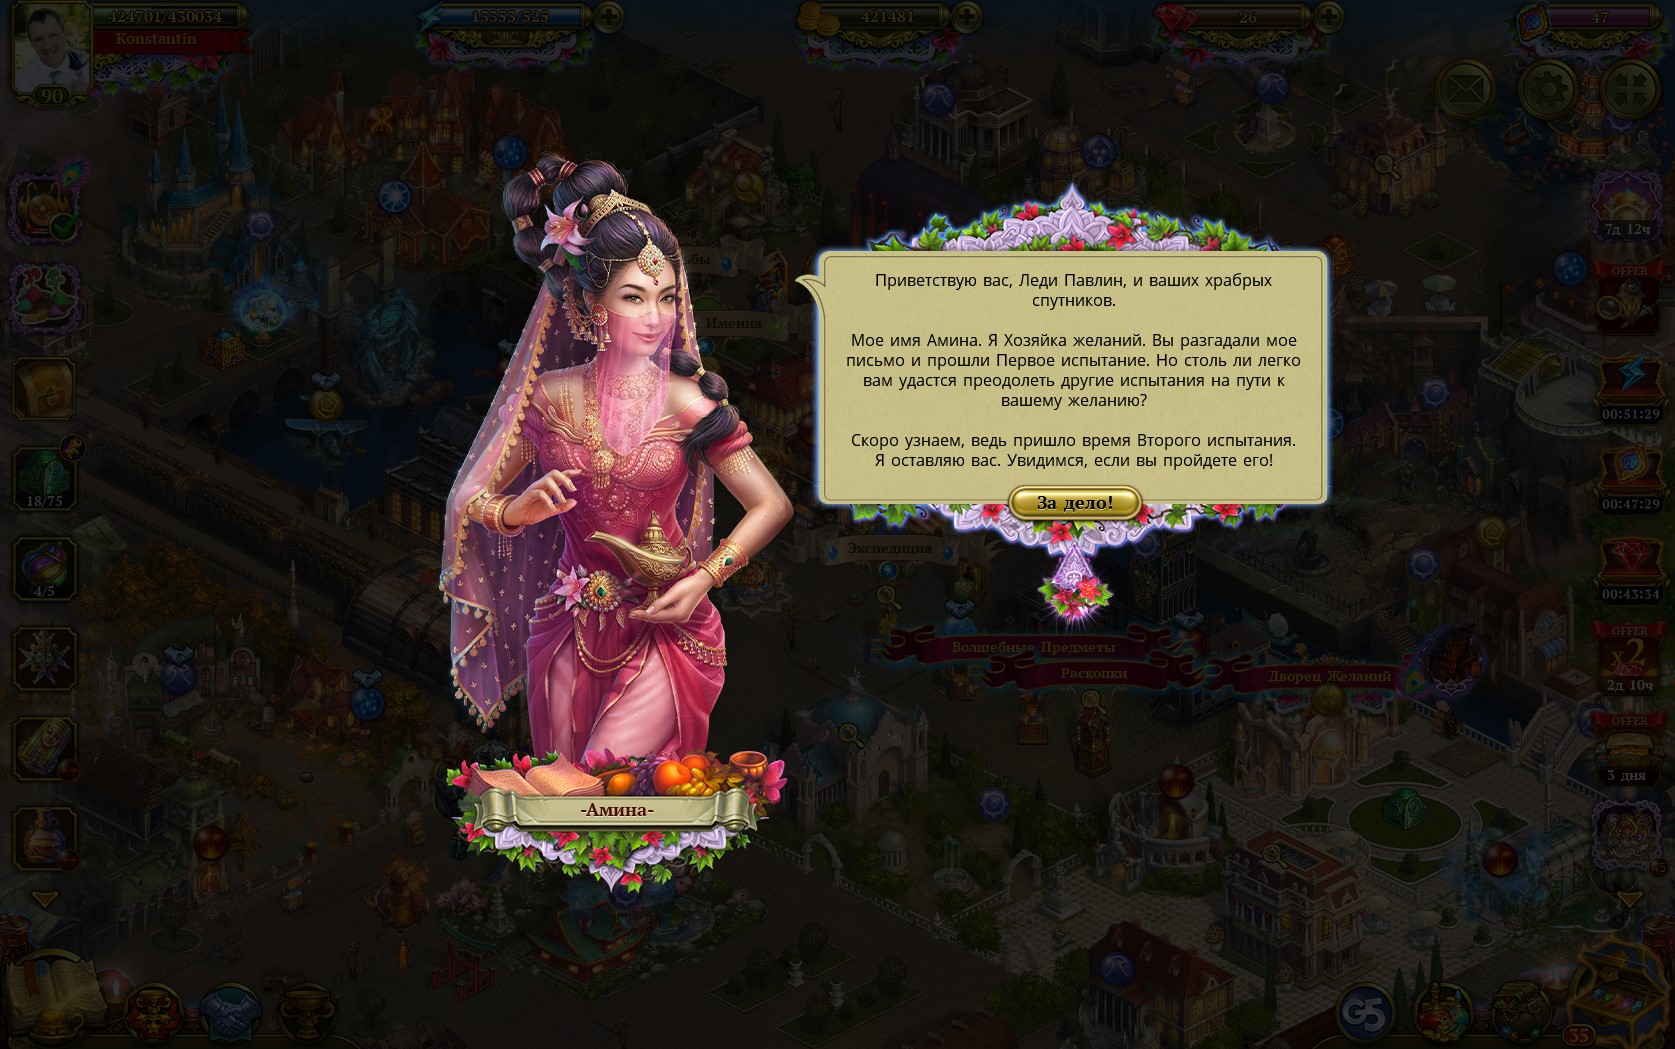 424701/430034
Konstantin
90
13353/525
421481
26
47
7д 12ч
OFFER
00:51:29
00:47:29
00:43:34
OFFER
x2
2д 10ч
OFFER
3 дня
45
35
18/75
4/5
Имения
Экспедиция
Волшебные Предметы
Раскопки
Дворец Желаний
Приветствую вас, Леди Павлин, и ваших храбрых
спутников.
Мое имя Амина. Я Хозяйка желаний. Вы разгадали мое
письмо и прошли Первое испытание. Но столь ли легко
вам удастся преодолеть другие испытания на пути к
вашему желанию?
Скоро узнаем, ведь пришло время Второго испытания.
Я оставляю вас. Увидимся, если вы пройдете его!
За дело!
-Амина-
G5